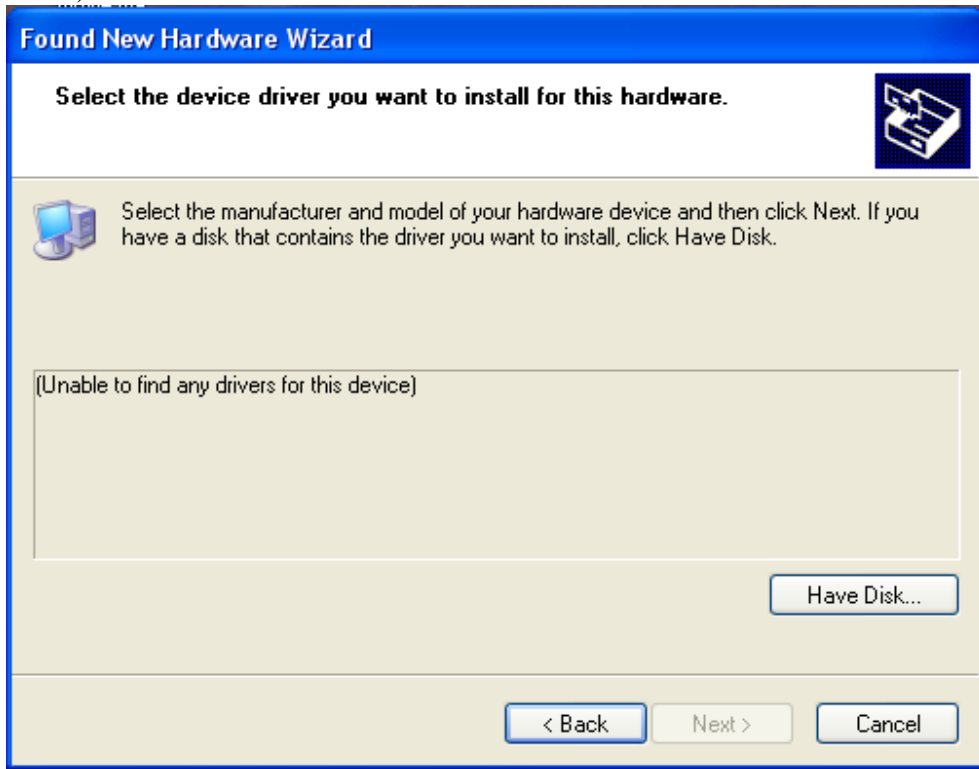 Found New Hardware Wizard
Select the device driver you want to install for this hardware.
Select the manufacturer and model of your hardware device and then click Next. If you
have a disk that contains the driver you want to install, click Have Disk.
(Unable to find any drivers for this device)
Have Disk...
< Back
Next >
Cancel